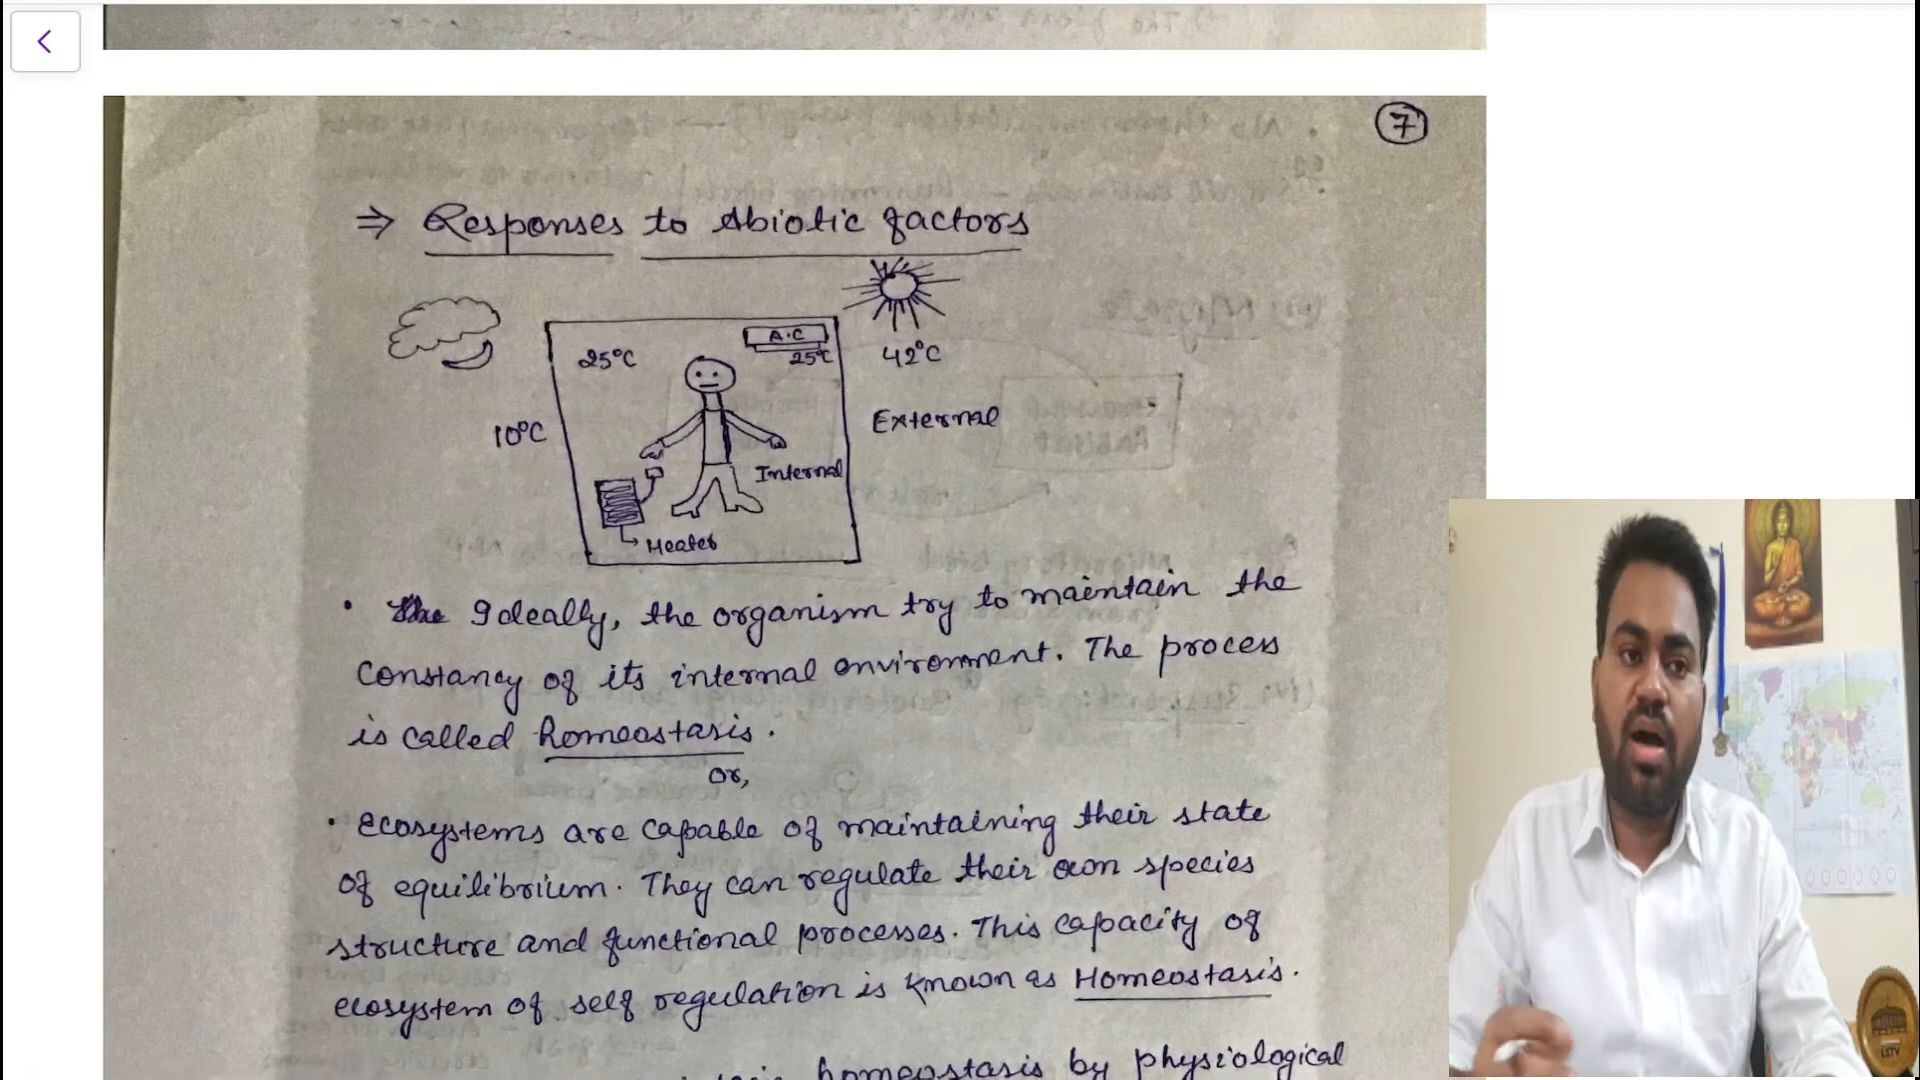 7
⇒ Responses to Abiotic factors
A.C
25°C
25°C
42°C
10°C
External
Internal
Heater
• Ideally, the organism try to maintain the
constancy of its internal environment. The process
is called homeostasis.
or,
• Ecosystems are capable of maintaining their state
of equilibrium. They can regulate their own species
structure and functional processes. This capacity of
ecosystem of self regulation is known as Homeostasis.
homeostasis by physiological
LSTV